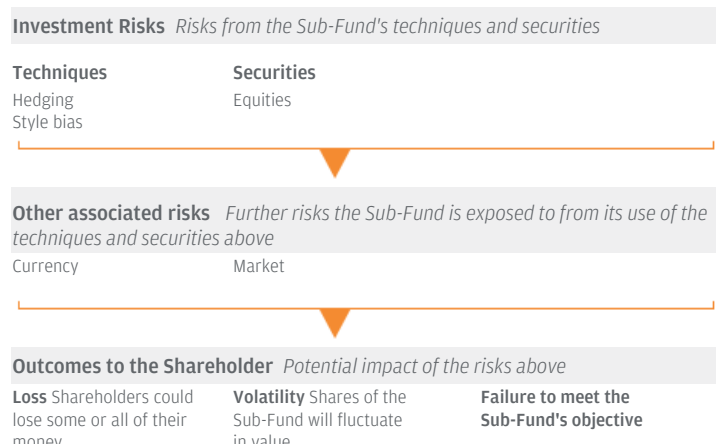 Investment Risks Risks from the Sub-Fund's techniques and securities
Techniques Securities
Hedging Equities
Style bias
Other associated risks Further risks the Sub-Fund is exposed to from its use of the
techniques and securities above
Currency Market
Outcomes to the Shareholder Potential impact of the risks above
Loss Shareholders could Volatility Shares of the Failure to meet the
lose some or all of their Sub-Fund will fluctuate Sub-Fund's objective
money in value